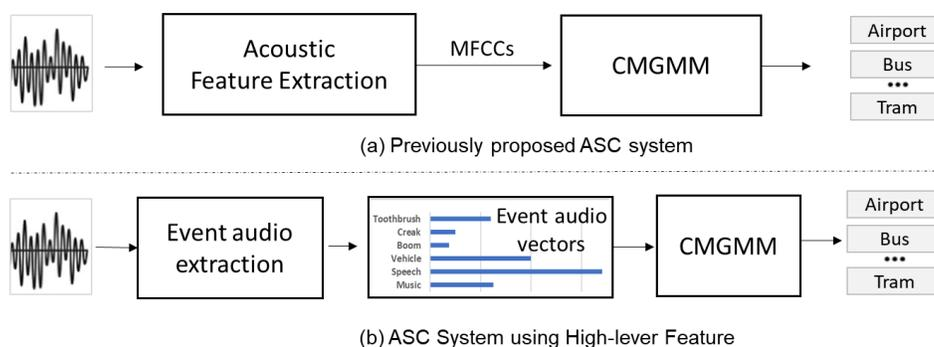 Acoustic
Feature Extraction
MFCCs
CMGMM
Airport
Bus
•••
Tram
(a) Previously proposed ASC system
Event audio
extraction
Toothbrush
Creak
Boom
Vehicle
Speech
Music
Event audio
vectors
CMGMM
Airport
Bus
•••
Tram
(b) ASC System using High-lever Feature